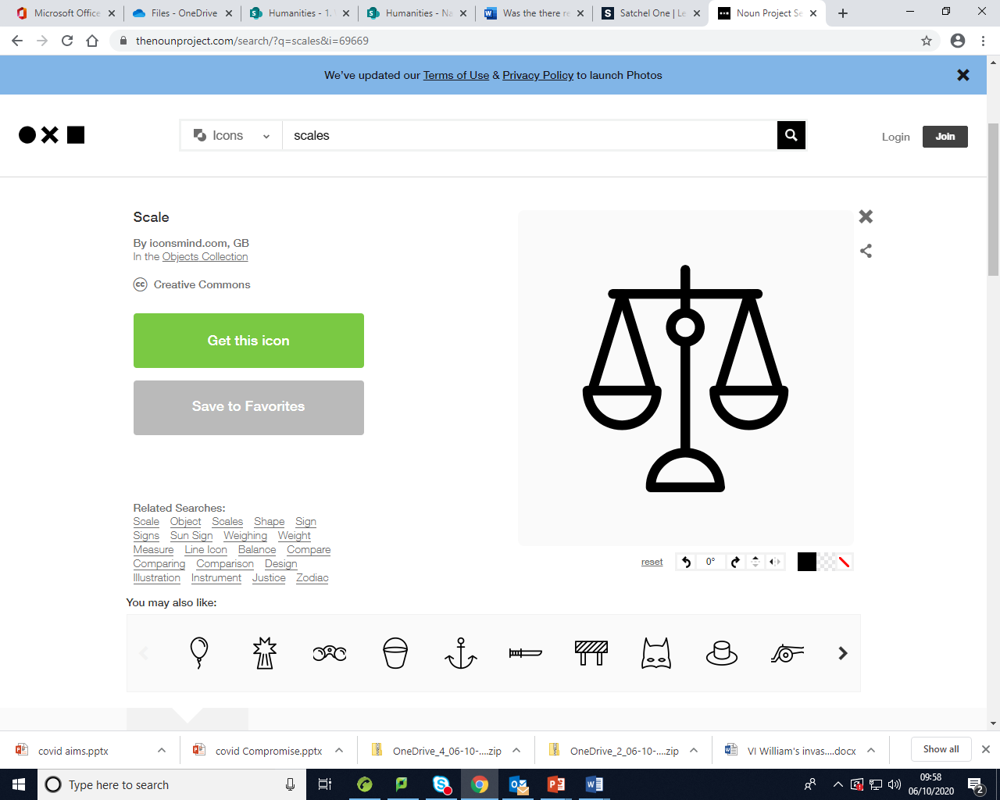 Microsoft Office
Files - OneDrive
Humanities - 1.
Humanities - Na
Was the there re
Satchel One | Le
Noun Project Se
thenounproject.com/search/?q=scales&i=69669
We've updated our Terms of Use & Privacy Policy to launch Photos
Icons
scales
Login
Join
Scale
By iconsmind.com, GB
In the Objects Collection
cc Creative Commons
Get this icon
Save to Favorites
Related Searches:
Scale Object Scales Shape Sign
Signs Sun Sign Weighing Weight
Measure Line Icon Balance Compare
Comparing Comparison Design
Illustration Instrument Justice Zodiac
reset
0°
You may also like:
covid aims.pptx
covid Compromise.pptx
OneDrive_4_06-10-....zip
OneDrive_2_06-10-....zip
VI William's invas....docx
Show all
Type here to search
09:58
06/10/2020
2